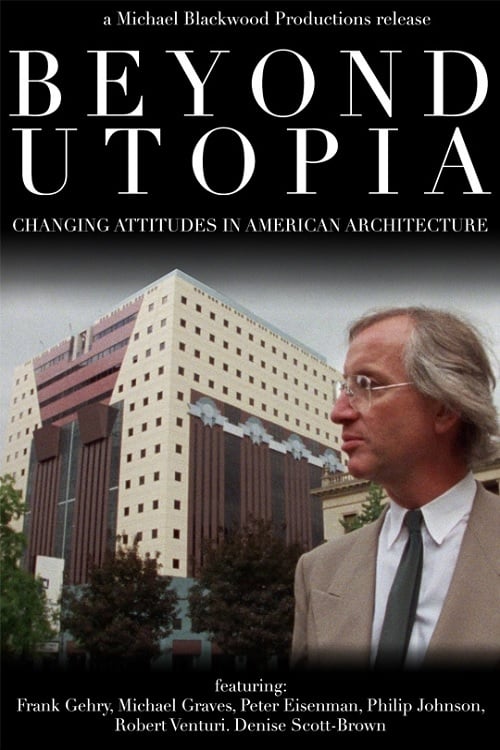 a Michael Blackwood Productions release
BEYOND
UTOPIA
CHANGING ATTITUDES IN AMERICAN ARCHITECTURE
featuring:
Frank Gehry, Michael Graves, Peter Eisenman, Philip Johnson,
Robert Venturi. Denise Scott-Brown